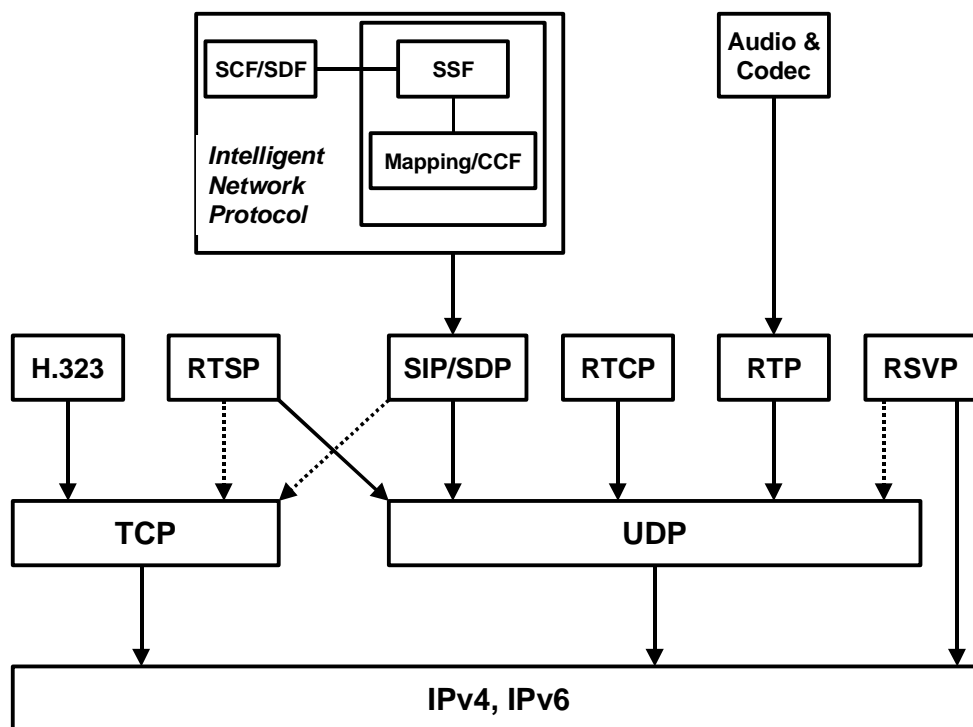 Audio &
Codec
SCF/SDF
SSF
Intelligent
Network
Protocol
Mapping/CCF
H.323
RTSP
SIP/SDP
RTCP
RTP
RSVP
TCP
UDP
IPv4, IPv6